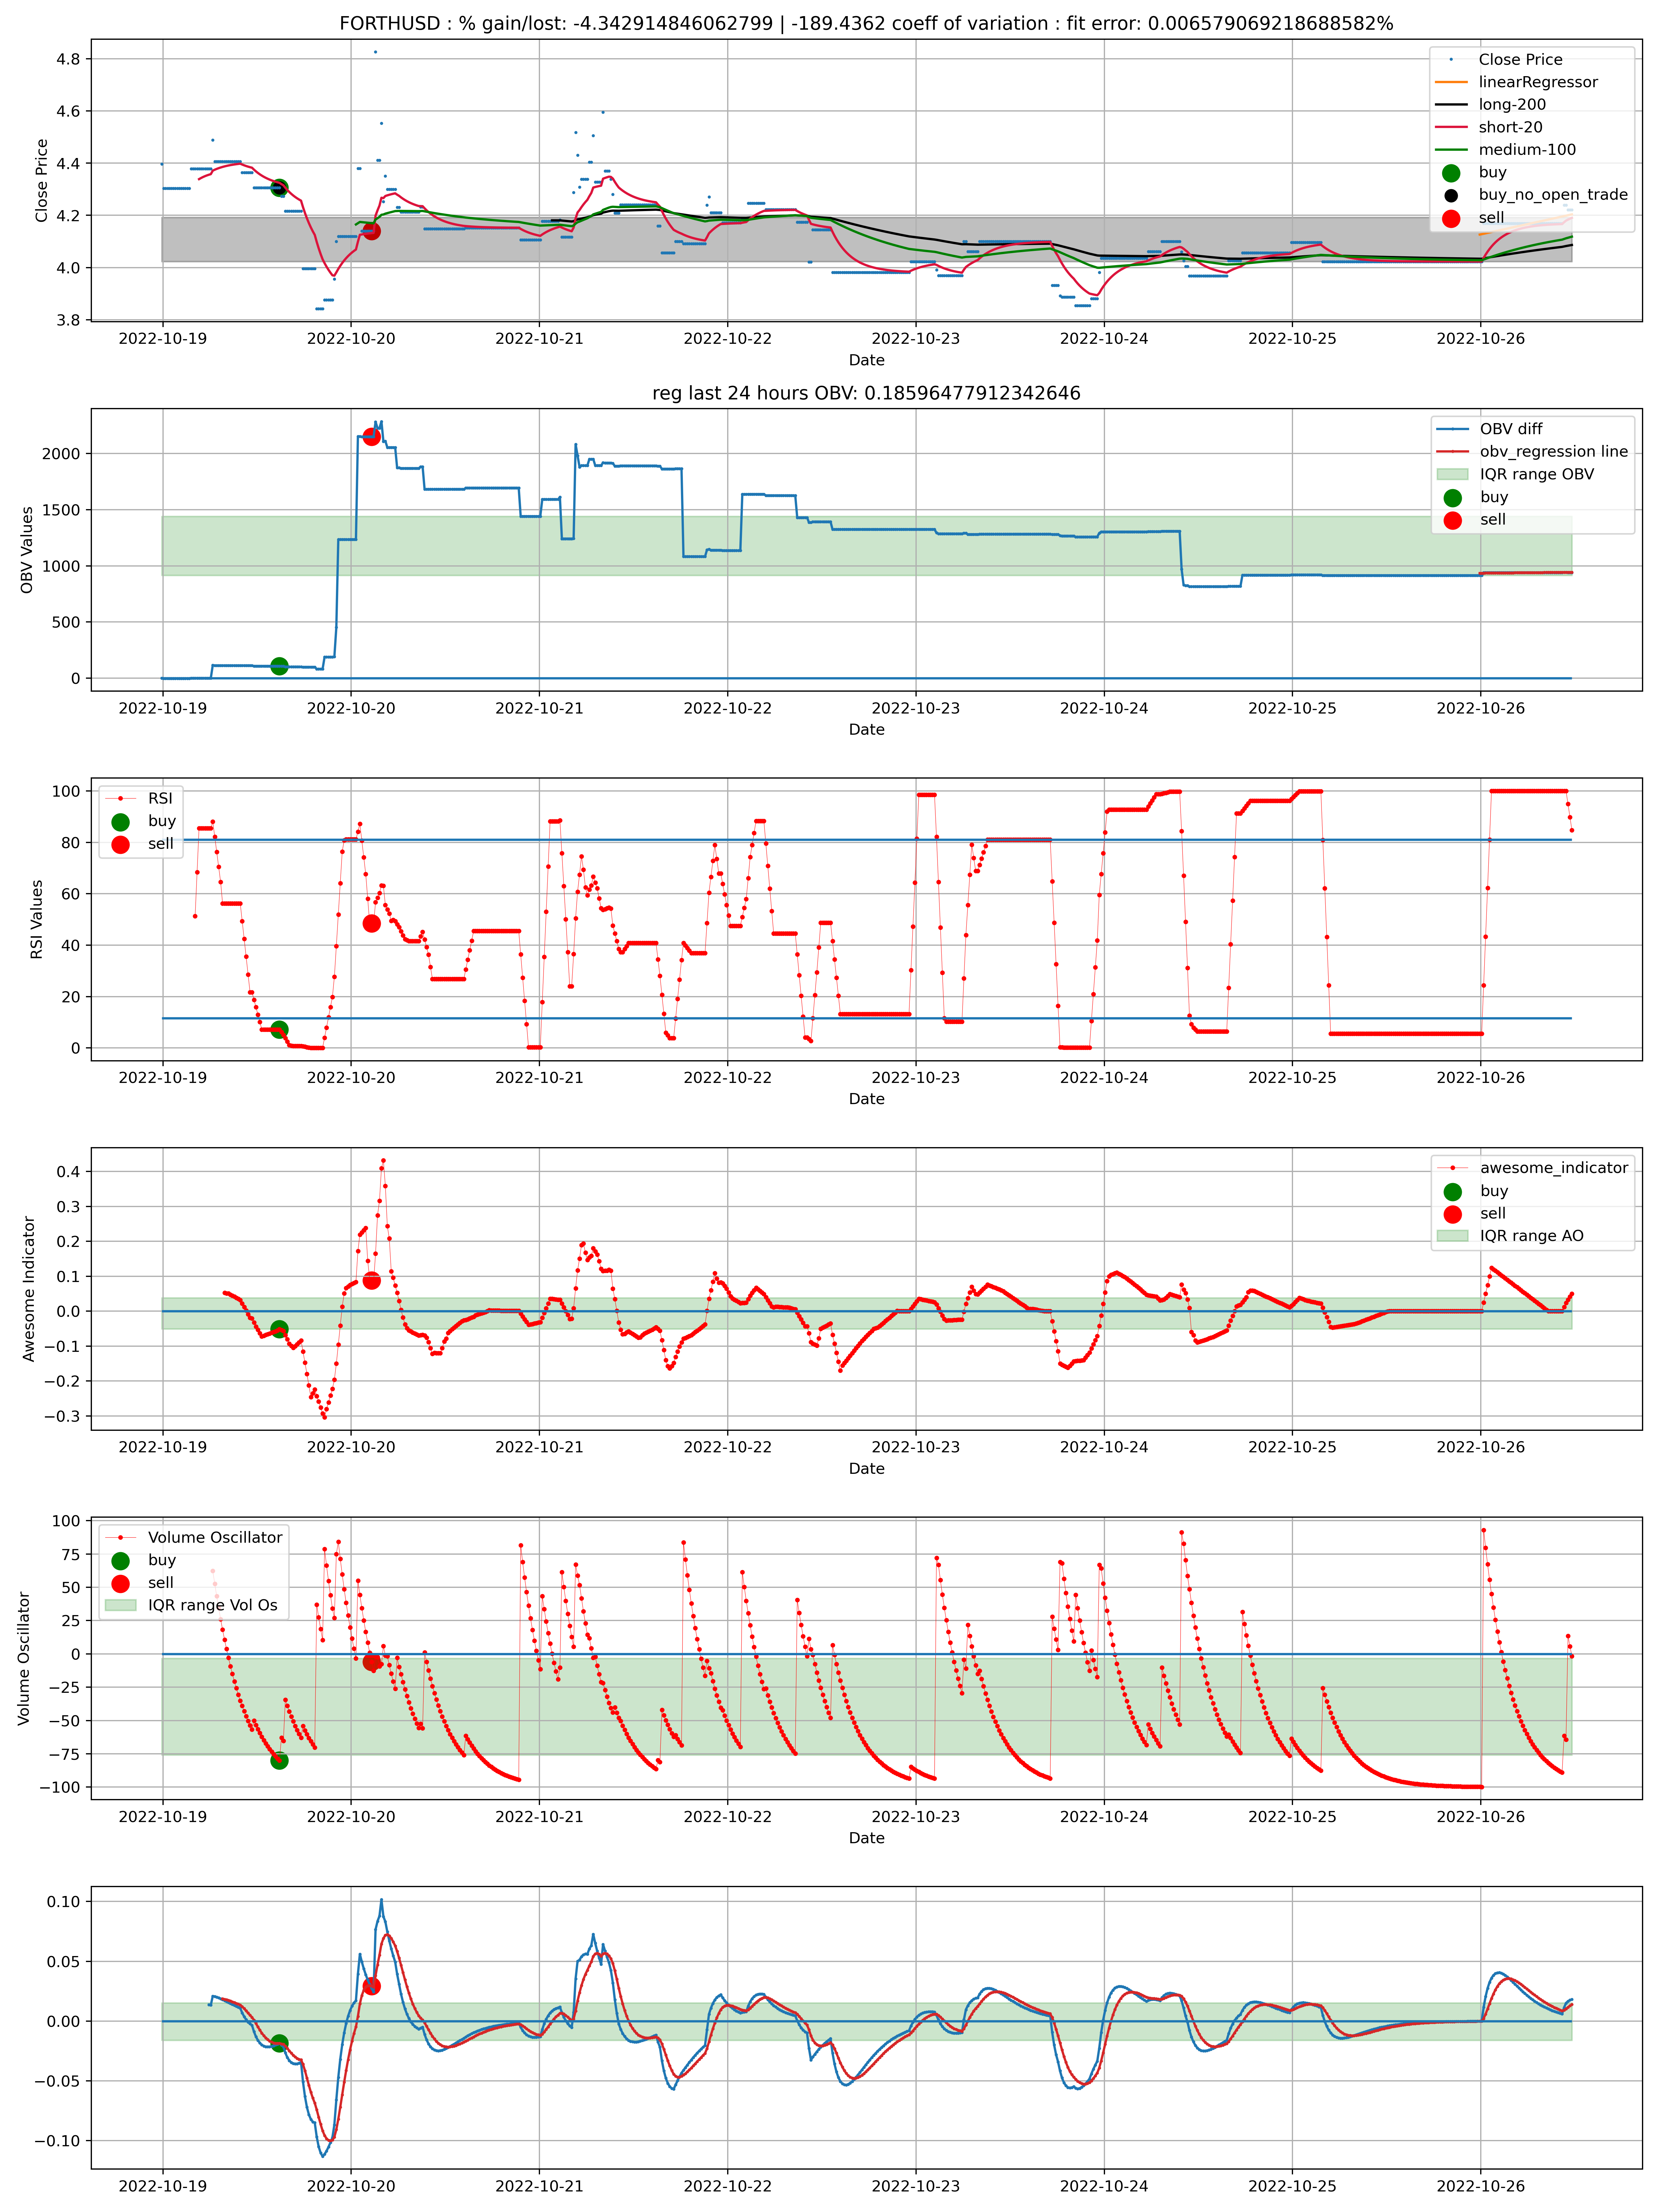 FORTHUSD : % gain/lost: -4.342914846062799 | -189.4362 coeff of variation : fit error: 0.006579069218688582%
Close Price
4.8
4.6
4.4
4.2
4.0
3.8
Close Price
linearRegressor
long-200
short-20
medium-100
buy
buy_no_open_trade
sell
2022-10-19 2022-10-20 2022-10-21 2022-10-22 2022-10-23 2022-10-24 2022-10-25 2022-10-26
Date
reg last 24 hours OBV: 0.18596477912342646
OBV Values
2000
1500
1000
500
0
OBV diff
obv_regression line
IQR range OBV
buy
sell
2022-10-19 2022-10-20 2022-10-21 2022-10-22 2022-10-23 2022-10-24 2022-10-25 2022-10-26
Date
RSI Values
100
80
60
40
20
0
RSI
buy
sell
2022-10-19 2022-10-20 2022-10-21 2022-10-22 2022-10-23 2022-10-24 2022-10-25 2022-10-26
Date
Awesome Indicator
0.4
0.3
0.2
0.1
0.0
−0.1
−0.2
−0.3
awesome_indicator
buy
sell
IQR range AO
2022-10-19 2022-10-20 2022-10-21 2022-10-22 2022-10-23 2022-10-24 2022-10-25 2022-10-26
Date
Volume Oscillator
100
75
50
25
0
−25
−50
−75
−100
Volume Oscillator
buy
sell
IQR range Vol Os
2022-10-19 2022-10-20 2022-10-21 2022-10-22 2022-10-23 2022-10-24 2022-10-25 2022-10-26
Date
0.10
0.05
0.00
−0.05
−0.10
2022-10-19 2022-10-20 2022-10-21 2022-10-22 2022-10-23 2022-10-24 2022-10-25 2022-10-26